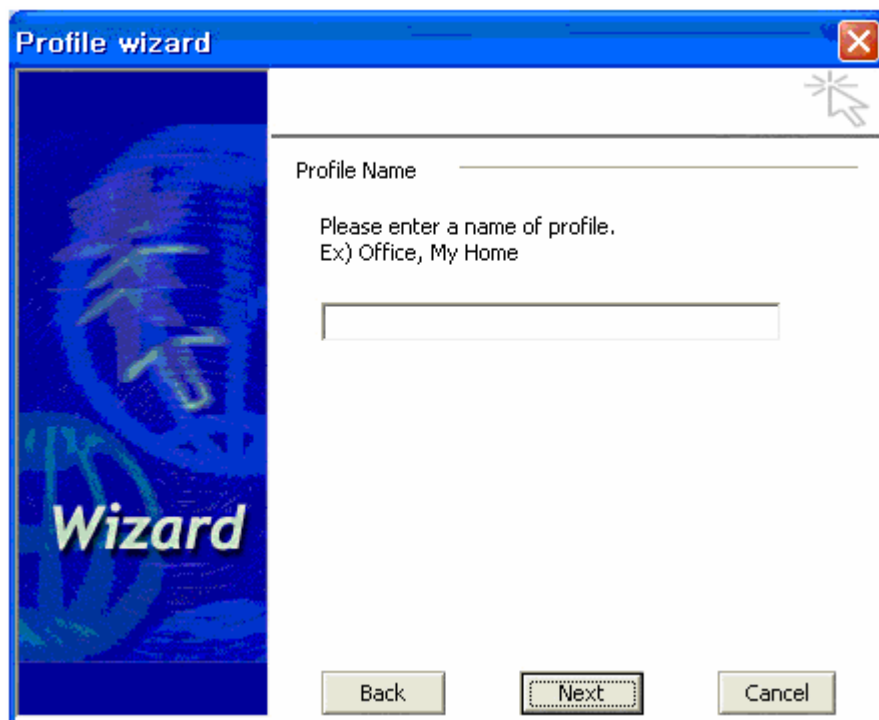 Profile wizard
Profile Name
Please enter a name of profile.
Ex) Office, My Home
Wizard
Back
Next
Cancel